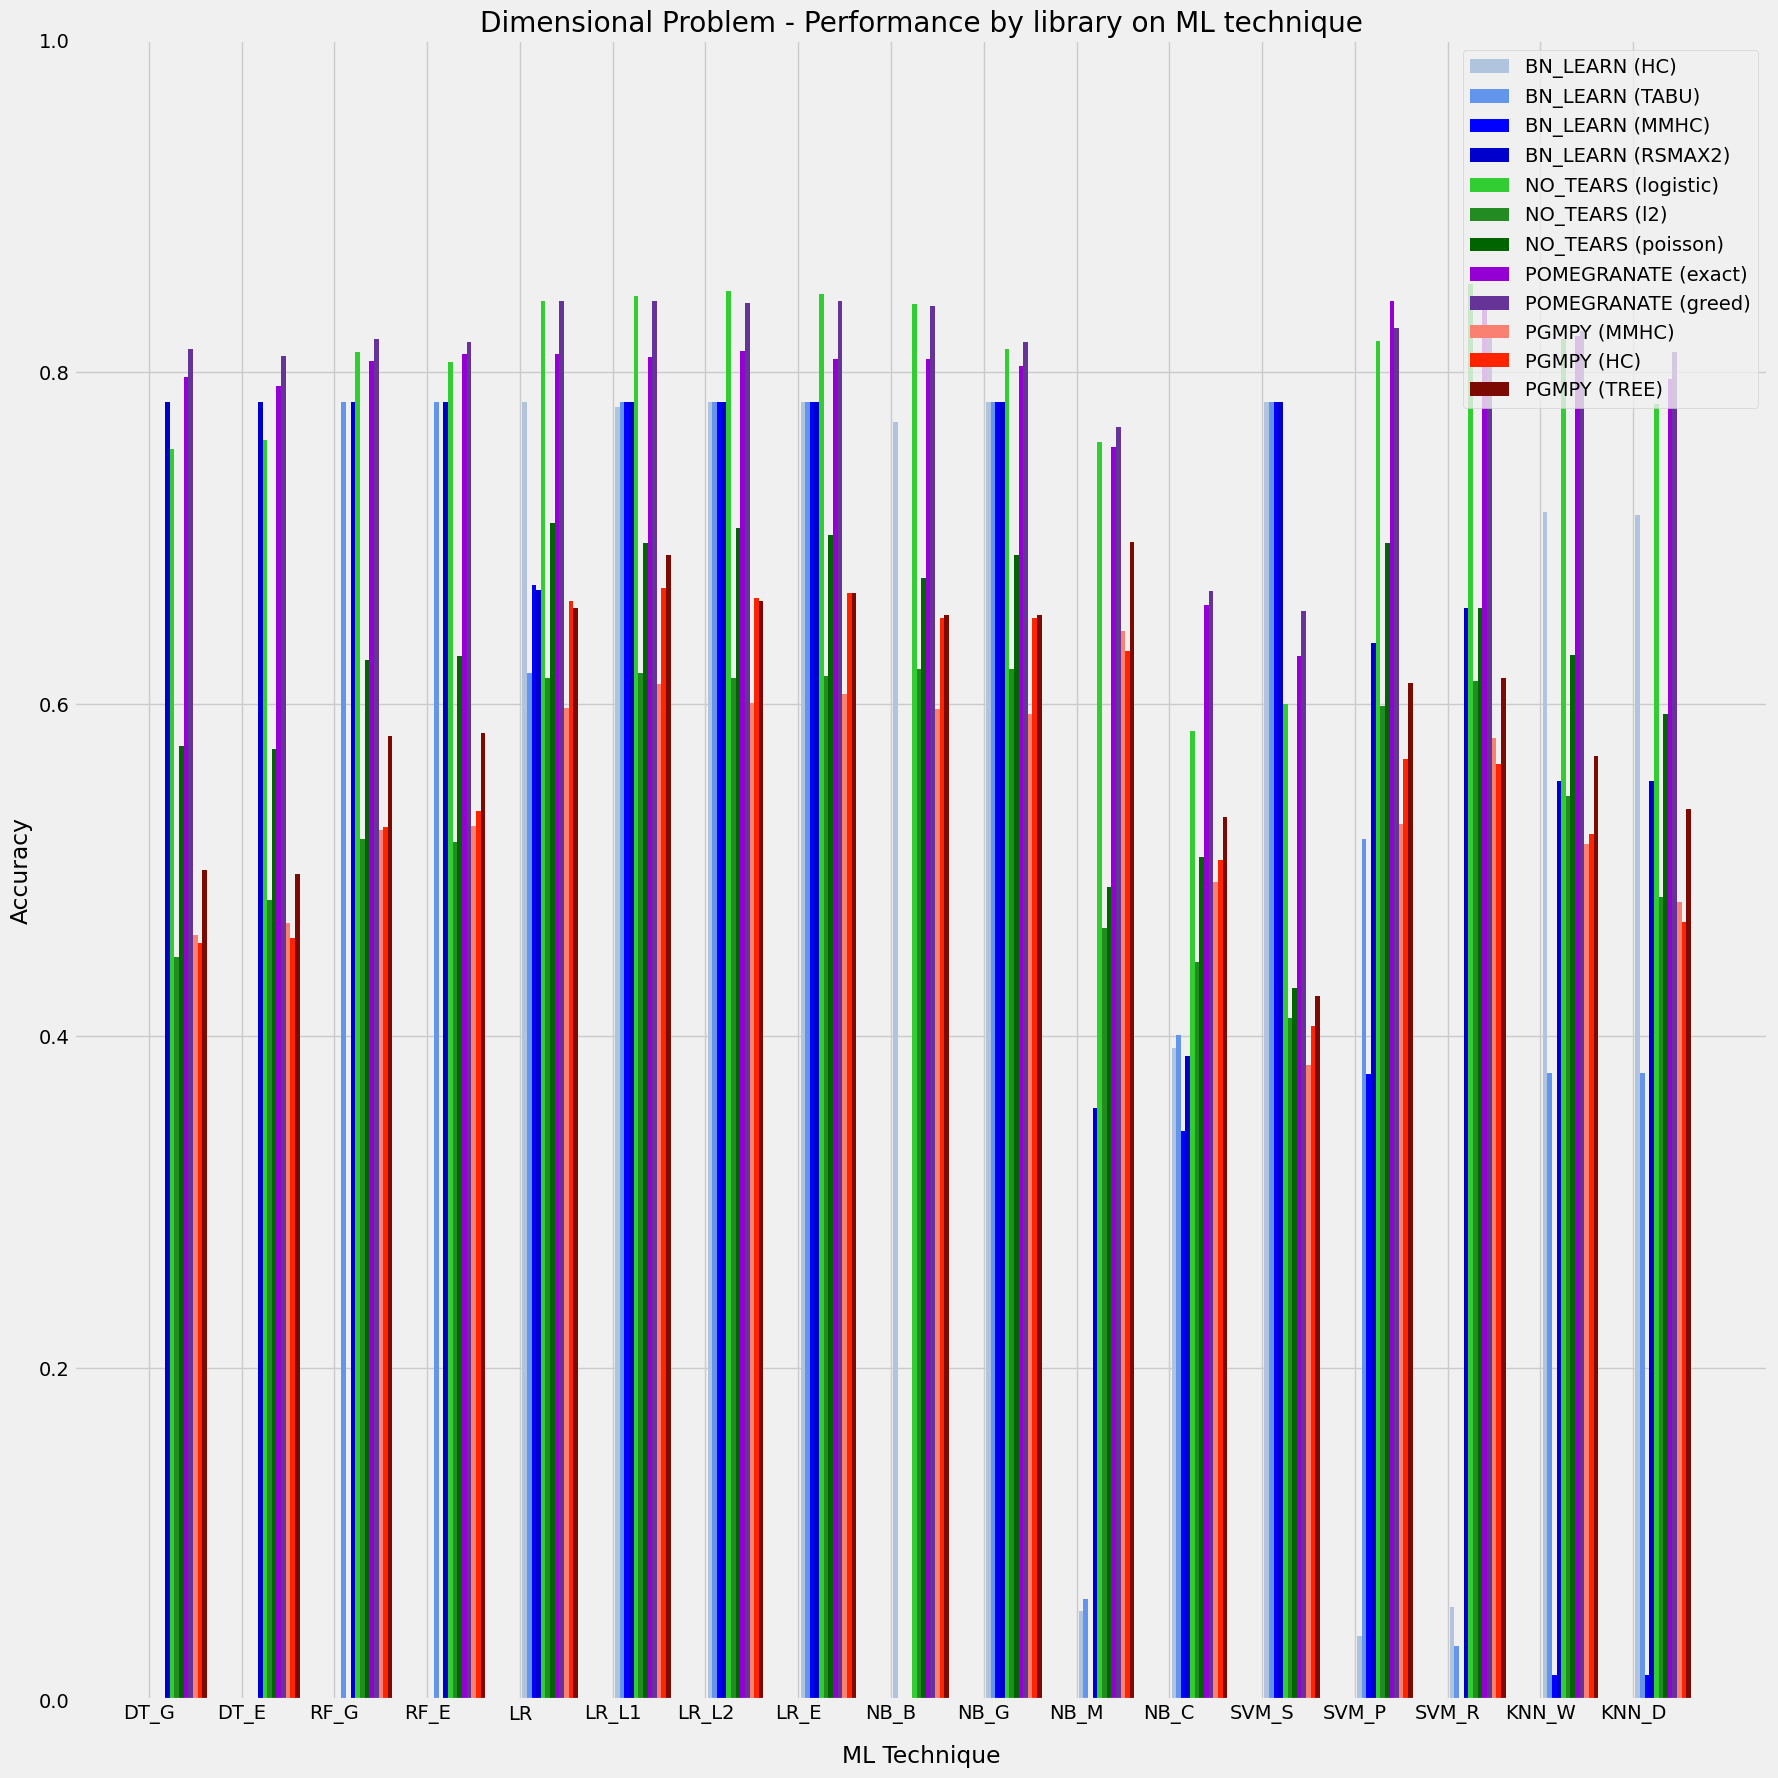 Dimensional Problem - Performance by library on ML technique
1.0
0.8
0.6
0.4
0.2
0.0
Accuracy
BN_LEARN (HC)
BN_LEARN (TABU)
BN_LEARN (MMHC)
BN_LEARN (RSMAX2)
NO_TEARS (logistic)
NO_TEARS (l2)
NO_TEARS (poisson)
POMEGRANATE (exact)
POMEGRANATE (greed)
PGMPY (MMHC)
PGMPY (HC)
PGMPY (TREE)
DT_G DT_E RF_G RF_E LR LR_L1 LR_L2 LR_E NB_B NB_G NB_M NB_C SVM_S SVM_P SVM_R KNN_W KNN_D
ML Technique